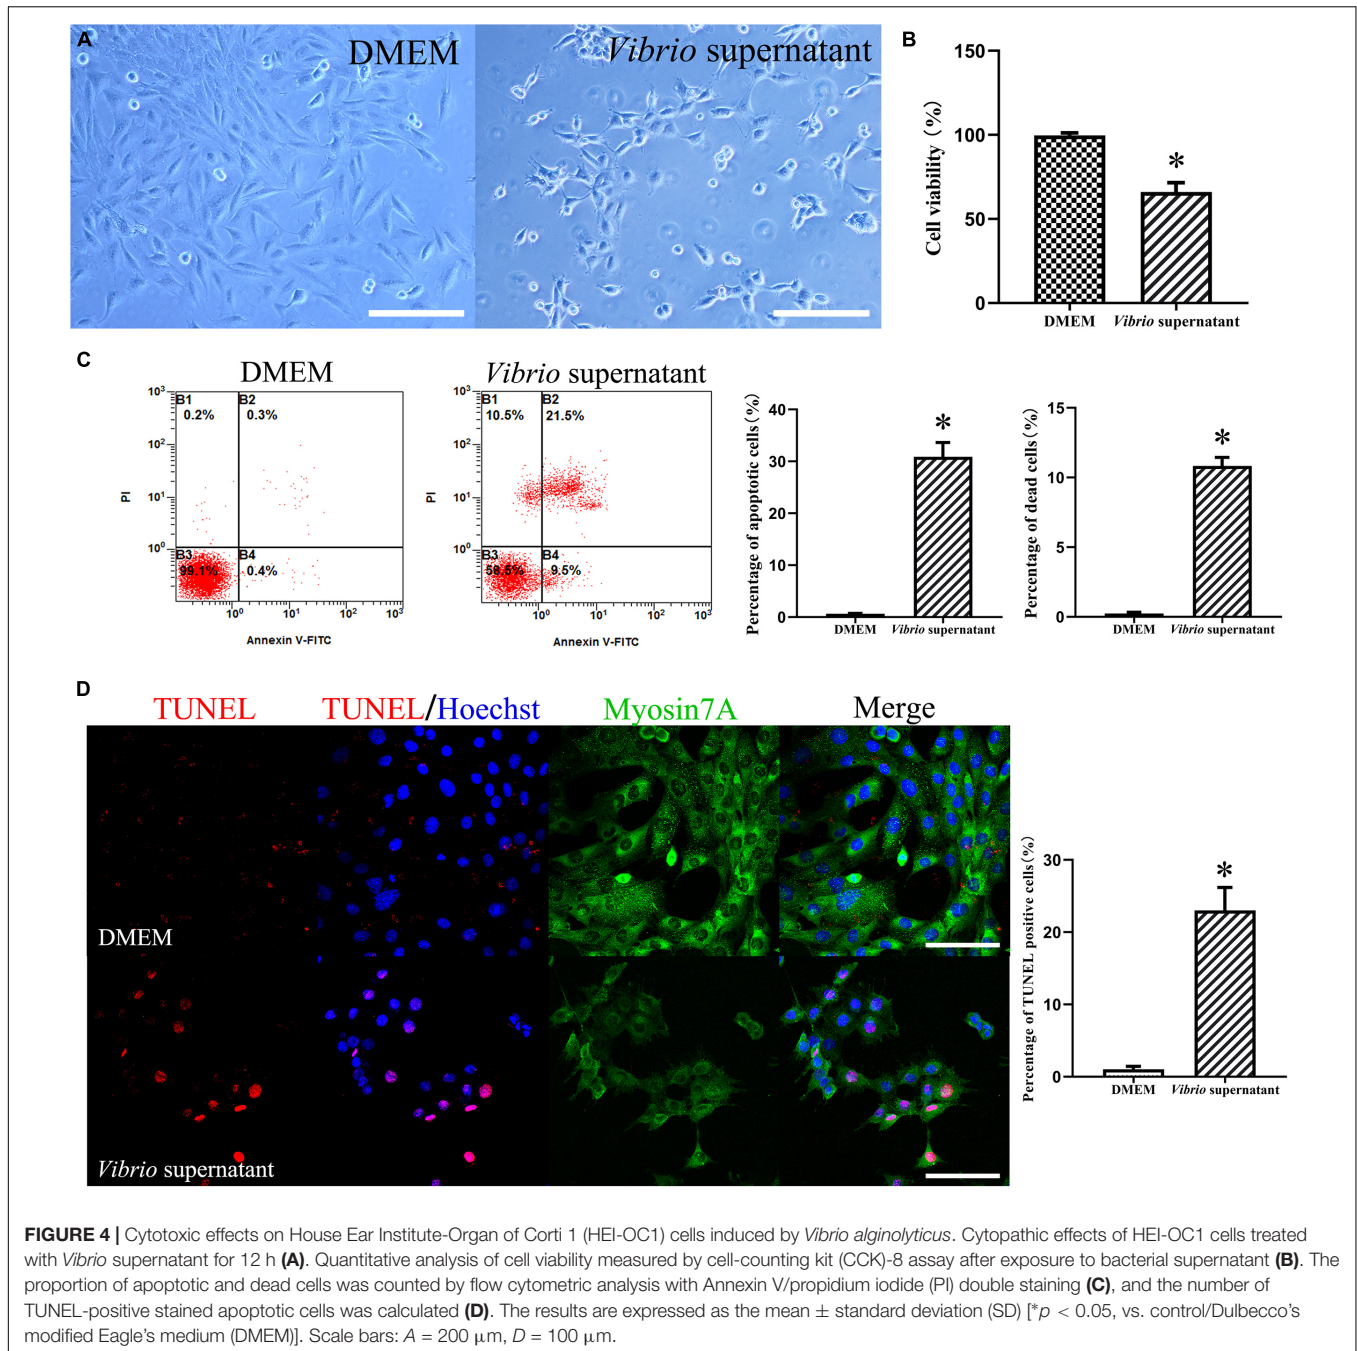 A
DMEM
Vibrio supernatant
B
150
100
50
0
Cell viability (%)
*
DMEM
Vibrio supernatant
C
DMEM
Vibrio supernatant
10³
10²
10¹
10⁰
PI
B1
0.2%
B2
0.3%
B3
99.1%
B4
0.4%
10⁰ 10¹ 10² 10³
Annexin V-FITC
10³
10²
10¹
10⁰
PI
B1
10.5%
B2
21.5%
B3
58.5%
B4
9.5%
10⁰ 10¹ 10² 10³
Annexin V-FITC
40
30
20
10
0
Percentage of apoptotic cells(%)
*
DMEM
Vibrio supernatant
15
10
5
0
Percentage of dead cells(%)
*
DMEM
Vibrio supernatant
D
TUNEL
TUNEL/Hoechst
Myosin7A
Merge
DMEM
Vibrio supernatant
30
20
10
0
Percentage of TUNEL positive cells(%)
*
DMEM
Vibrio supernatant
FIGURE 4 | Cytotoxic effects on House Ear Institute-Organ of Corti 1 (HEI-OC1) cells induced by Vibrio alginolyticus. Cytopathic effects of HEI-OC1 cells treated
with Vibrio supernatant for 12 h (A). Quantitative analysis of cell viability measured by cell-counting kit (CCK)-8 assay after exposure to bacterial supernatant (B). The
proportion of apoptotic and dead cells was counted by flow cytometric analysis with Annexin V/propidium iodide (PI) double staining (C), and the number of
TUNEL-positive stained apoptotic cells was calculated (D). The results are expressed as the mean ± standard deviation (SD) [*p < 0.05, vs. control/Dulbecco's
modified Eagle's medium (DMEM)]. Scale bars: A = 200 μm, D = 100 μm.